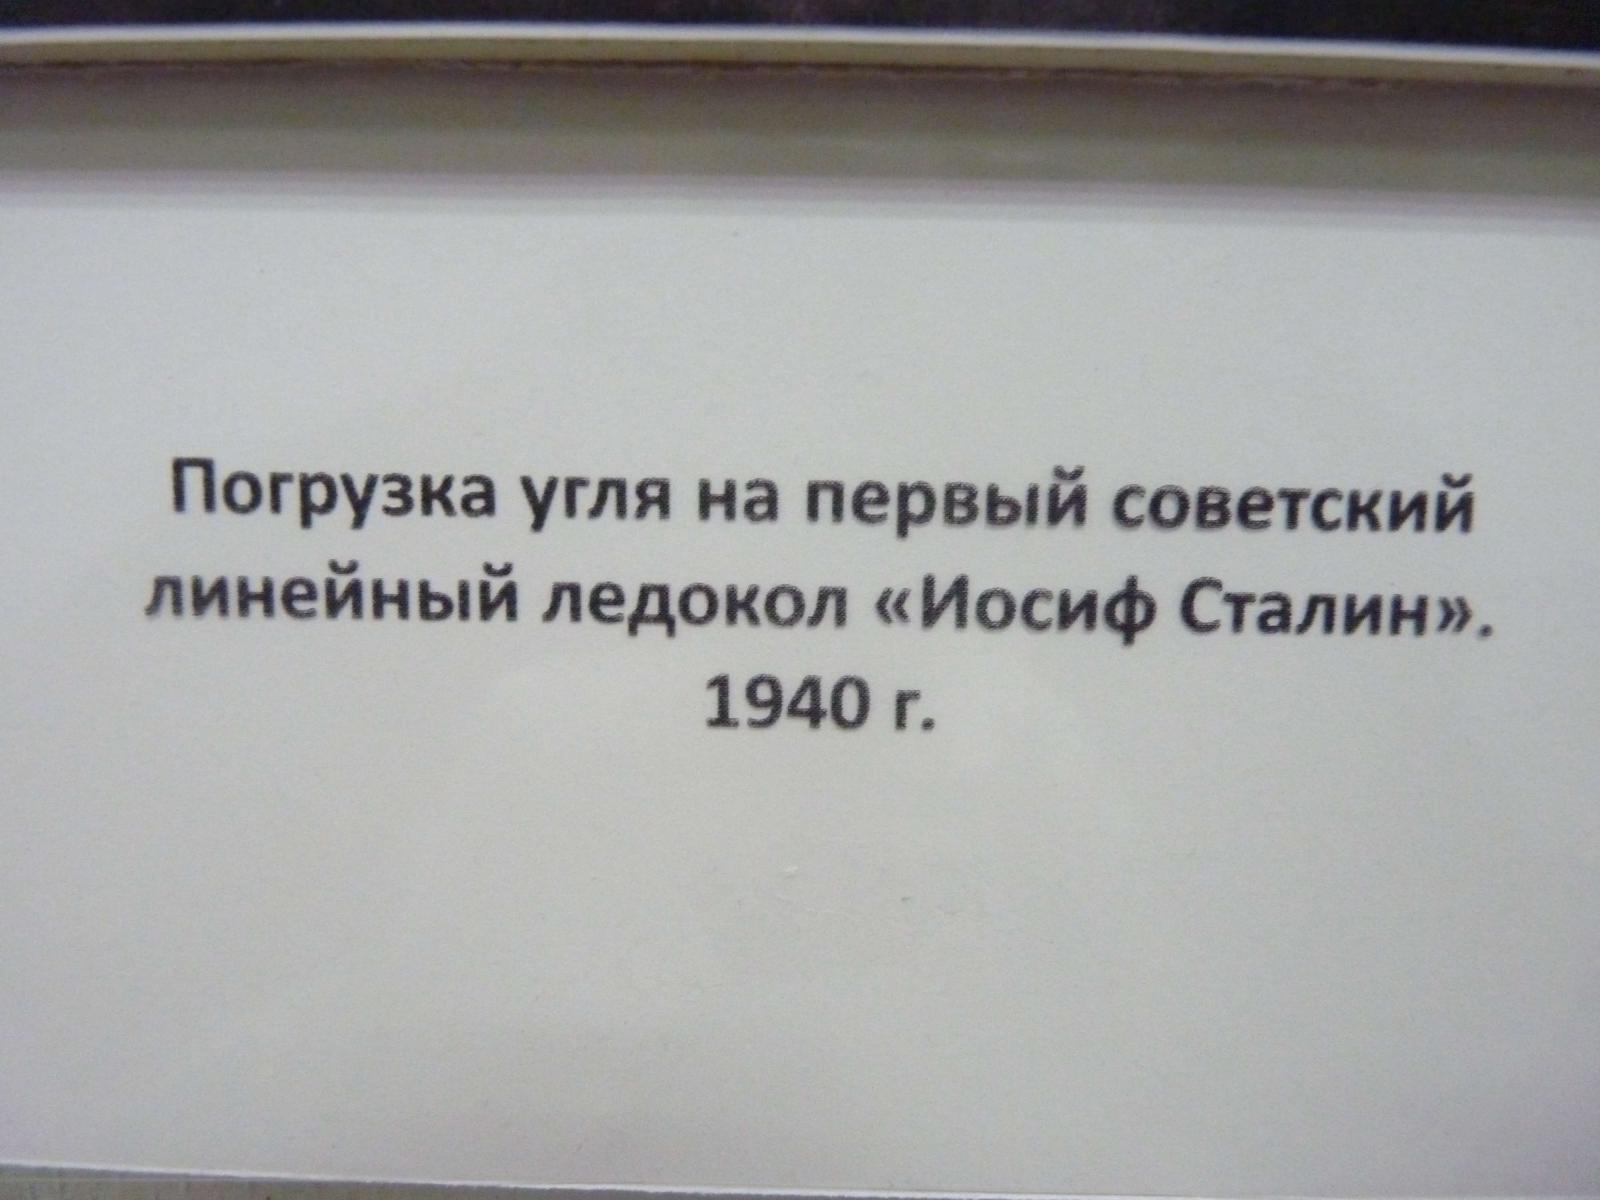 Погрузка угля на первый советский
линейный ледокол «Иосиф Сталин».
1940 г.